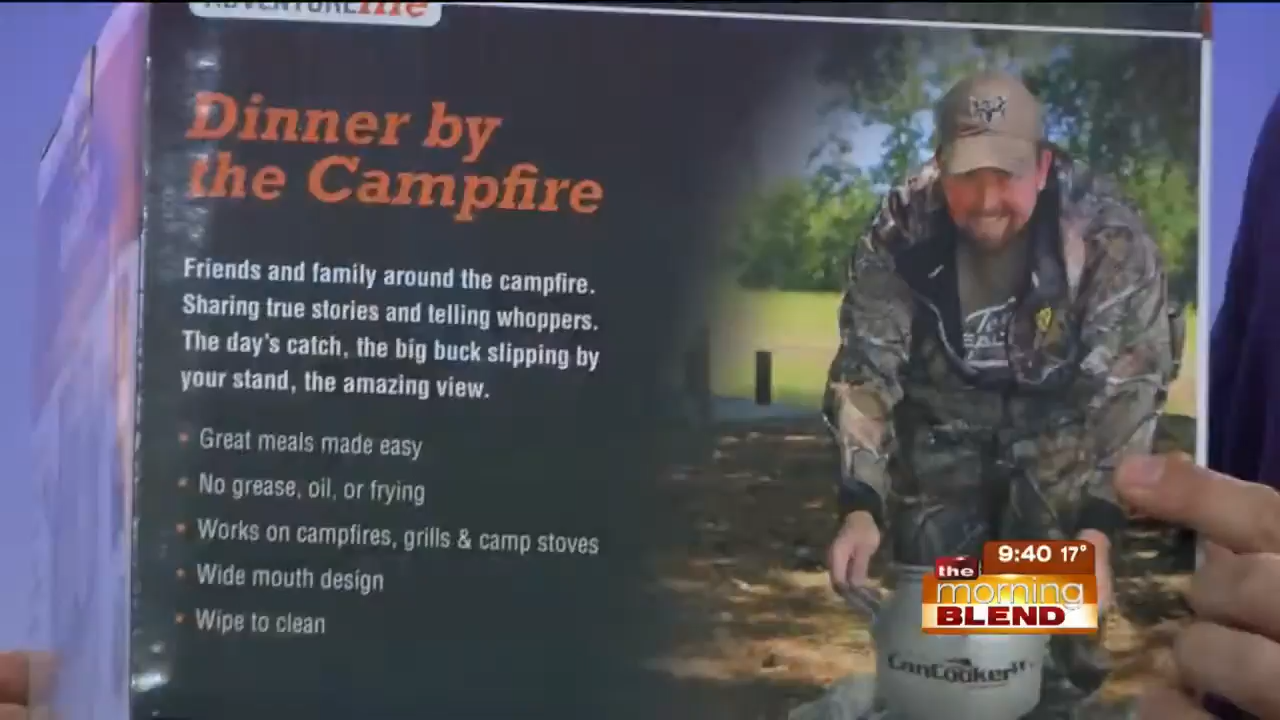 ADVENTURElife
Dinner by
the Campfire
Friends and family around the campfire.
Sharing true stories and telling whoppers.
The day's catch, the big buck slipping by
your stand, the amazing view.
Great meals made easy
No grease, oil, or frying
Works on campfires, grills & camp stoves
Wide mouth design
Wipe to clean
9:40 17°
the
morning
BLEND
CanCooker